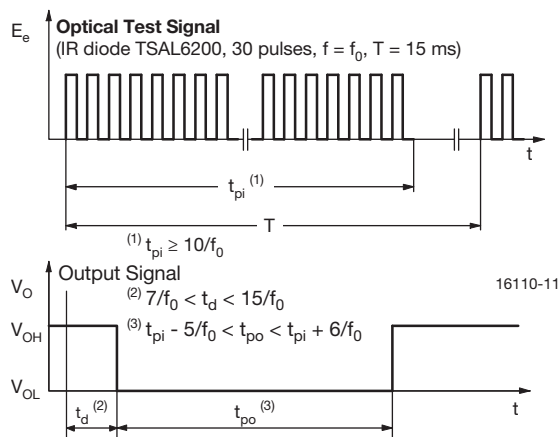 E_e
Optical Test Signal
(IR diode TSAL6200, 30 pulses, f = f_0, T = 15 ms)
t
t_pi (1)
T
(1) t_pi ≥ 10/f_0
V_O
Output Signal
16110-11
(2) 7/f_0 < t_d < 15/f_0
V_OH
(3) t_pi - 5/f_0 < t_po < t_pi + 6/f_0
V_OL
t
t_d (2)
t_po (3)